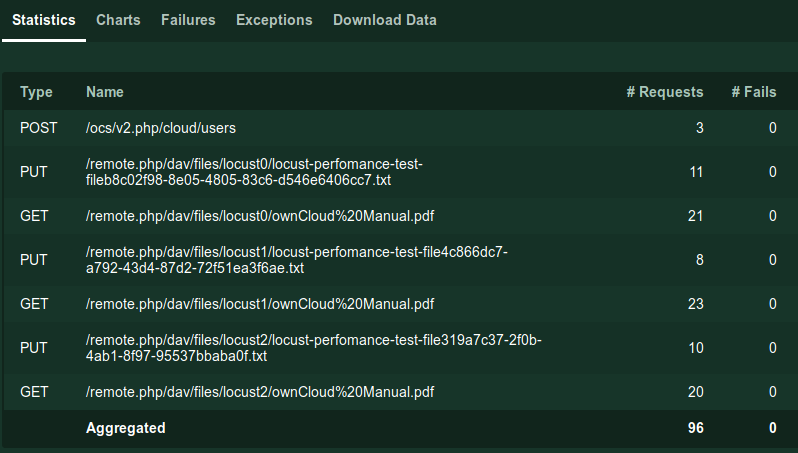 Statistics Charts Failures Exceptions Download Data
Type Name # Requests # Fails
POST /ocs/v2.php/cloud/users 3 0
PUT /remote.php/dav/files/locust0/locust-perfomance-test-
fileb8c02f98-8e05-4805-83c6-d546e6406cc7.txt 11 0
GET /remote.php/dav/files/locust0/ownCloud%20Manual.pdf 21 0
PUT /remote.php/dav/files/locust1/locust-perfomance-test-file4c866dc7-
a792-43d4-87d2-72f51ea3f6ae.txt 8 0
GET /remote.php/dav/files/locust1/ownCloud%20Manual.pdf 23 0
PUT /remote.php/dav/files/locust2/locust-perfomance-test-file319a7c37-2f0b-
4ab1-8f97-95537bbaba0f.txt 10 0
GET /remote.php/dav/files/locust2/ownCloud%20Manual.pdf 20 0
Aggregated 96 0